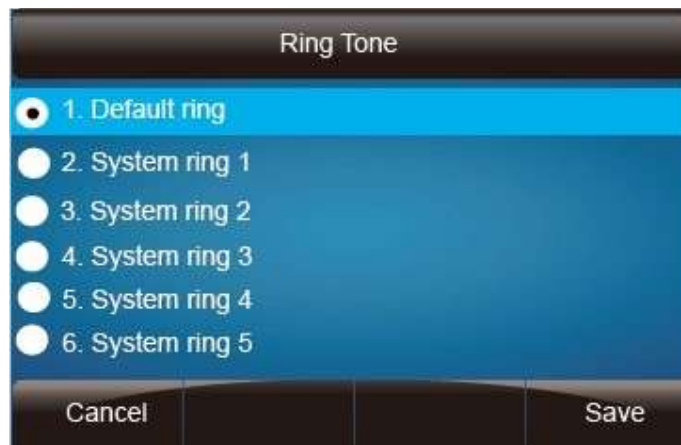 Ring Tone
1. Default ring
2. System ring 1
3. System ring 2
4. System ring 3
5. System ring 4
6. System ring 5
Cancel Save